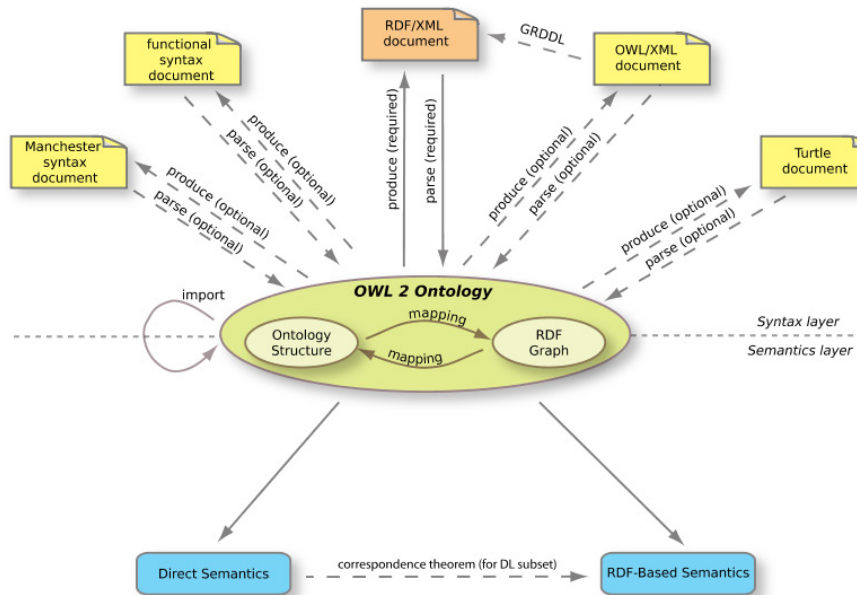 functional
syntax
document
RDF/XML
document
GRDDL
OWL/XML
document
Manchester
syntax
document
Turtle
document
produce (optional)
parse (optional)
produce (optional)
parse (optional)
produce (required)
parse (required)
produce (optional)
parse (optional)
produce (optional)
parse (optional)
import
OWL 2 Ontology
mapping
Ontology
Structure
RDF
Graph
mapping
Syntax layer
Semantics layer
Direct Semantics
correspondence theorem (for DL subset)
RDF-Based Semantics